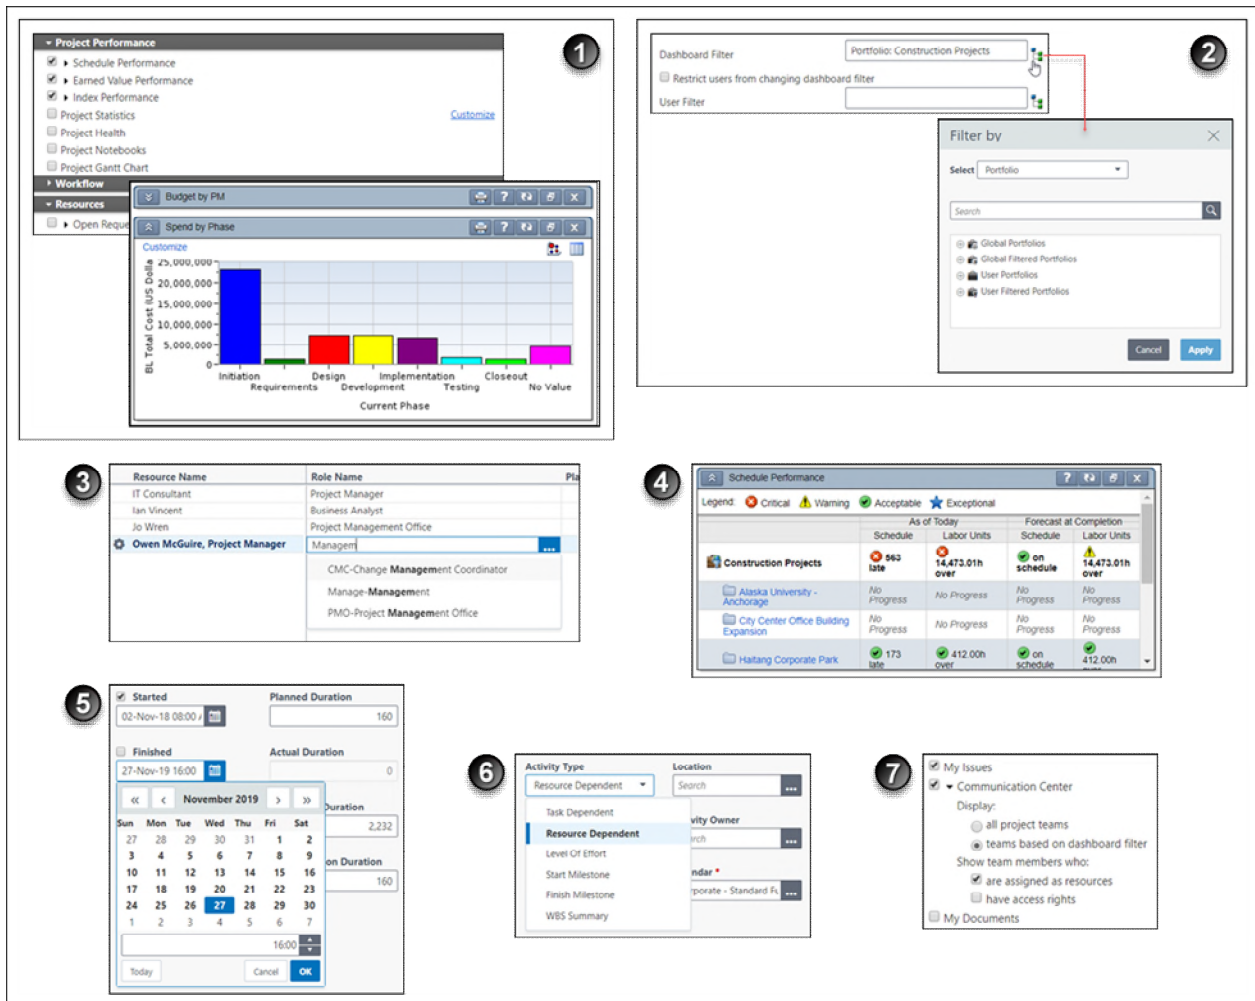 1
Project Performance
Schedule Performance
Earned Value Performance
Index Performance
Project Statistics
Customize
Project Health
Project Notebooks
Project Gantt Chart
Workflow
Resources
Open Reque
Budget by PM
?
X
Spend by Phase
?
X
Customize
BL Total Cost (US Dolla
25,000,000
20,000,000
15,000,000
10,000,000
5,000,000
0
Initiation Design Implementation Closeout
Requirements Development Testing No Value
Current Phase
2
Dashboard Filter
Portfolio: Construction Projects
Restrict users from changing dashboard filter
User Filter
Filter by
Select Portfolio
Search
Global Portfolios
Global Filtered Portfolios
User Portfolios
User Filtered Portfolios
Cancel Apply
3
Resource Name Role Name Pla
IT Consultant Project Manager
Ian Vincent Business Analyst
Jo Wren Project Management Office
Owen McGuire, Project Manager Managem ...
CMC-Change Management Coordinator
Manage-Management
PMO-Project Management Office
4
Schedule Performance
? X
Legend: Critical Warning Acceptable Exceptional
As of Today Forecast at Completion
Schedule Labor Units Schedule Labor Units
Construction Projects
563 late
14,473.01h over
on schedule
14,473.01h over
Alaska University - Anchorage
No Progress
No Progress
No Progress
No Progress
City Center Office Building Expansion
No Progress
No Progress
No Progress
No Progress
Haitang Corporate Park
173 late
412.00h over
on schedule
412.00h
5
Started Planned Duration
02-Nov-18 08:00 160
Finished Actual Duration
27-Nov-19 16:00 0
Duration
2,232
on Duration
160
« ‹ November 2019 › »
Sun Mon Tue Wed Thu Fri Sat
27 28 29 30 31 1 2
3 4 5 6 7 8 9
10 11 12 13 14 15 16
17 18 19 20 21 22 23
24 25 26 27 28 29 30
1 2 3 4 5 6 7
16:00
Today Cancel OK
6
Activity Type Location
Resource Dependent Search ...
Task Dependent
Resource Dependent
Level Of Effort
Start Milestone
Finish Milestone
WBS Summary
vity Owner
arch ...
ndar *
rporate - Standard Fu ...
7
My Issues
Communication Center
Display:
all project teams
teams based on dashboard filter
Show team members who:
are assigned as resources
have access rights
My Documents